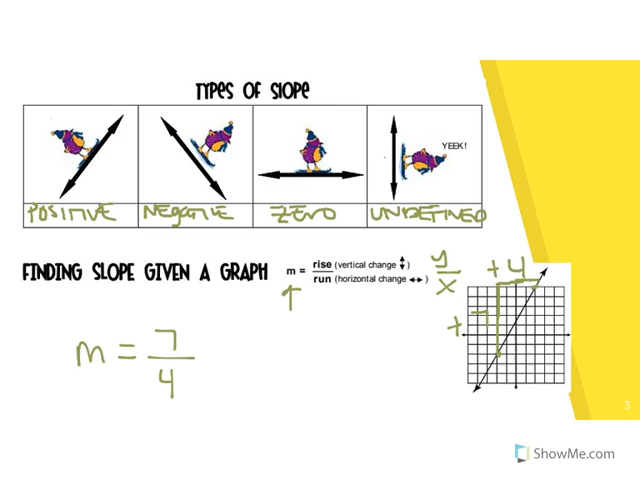 TYPES OF SLOPE
YEEK!
POSITIVE NEGATIVE ZERO UNDEFINED
FINDING SLOPE GIVEN A GRAPH
m = rise (vertical change ↕)
run (horizontal change ↔)
y
x
+4
+7
m = 7
4
3
ShowMe.com